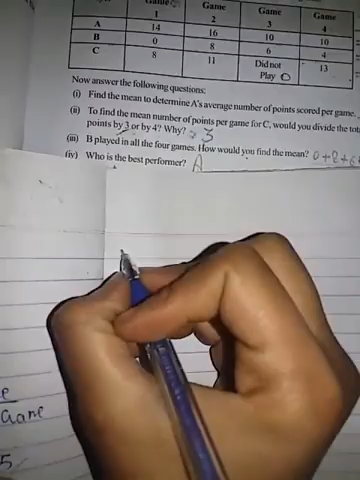 Game Game Game Game
1 2 3 4
A 14 16 10 10
B 0 8 6 4
C 8 11 Did not Play 13
Now answer the following questions:
(i) Find the mean to determine A's average number of points scored per game.
(ii) To find the mean number of points per game for C, would you divide the
points by 3 or by 4? Why? 3
(iii) B played in all the four games. How would you find the mean? 0+8+6
(iv) Who is the best performer? A
Game
5